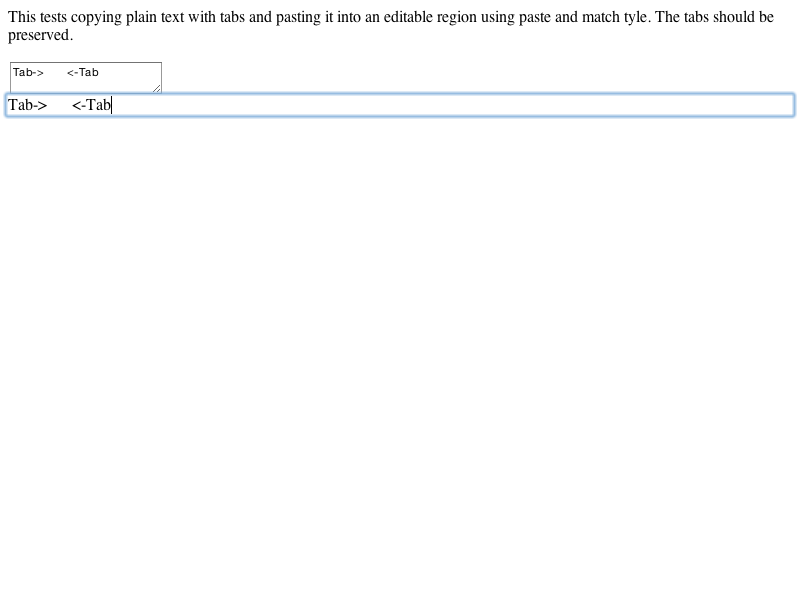 This tests copying plain text with tabs and pasting it into an editable region using paste and match tyle. The tabs should be
preserved.
Tab->	<-Tab
Tab->	<-Tab